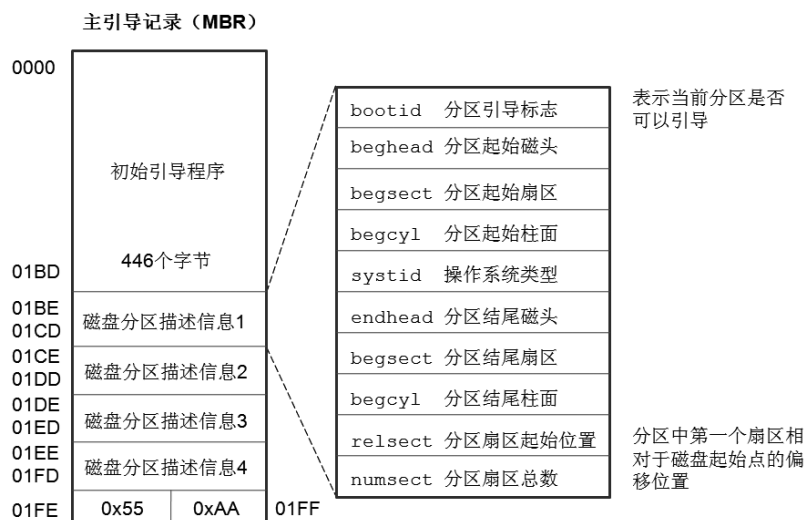 主引导记录（MBR）
0000
初始引导程序
446个字节
01BD
01BE
01CD
磁盘分区描述信息1
01CE
01DD
磁盘分区描述信息2
01DE
01ED
磁盘分区描述信息3
01EE
01FD
磁盘分区描述信息4
01FE
0x55
0xAA
01FF
bootid 分区引导标志
beghead 分区起始磁头
begsect 分区起始扇区
begcyl 分区起始柱面
systid 操作系统类型
endhead 分区结尾磁头
begsect 分区结尾扇区
begcyl 分区结尾柱面
relsect 分区扇区起始位置
numsect 分区扇区总数
表示当前分区是否
可以引导
分区中第一个扇区相
对于磁盘起始点的偏
移位置